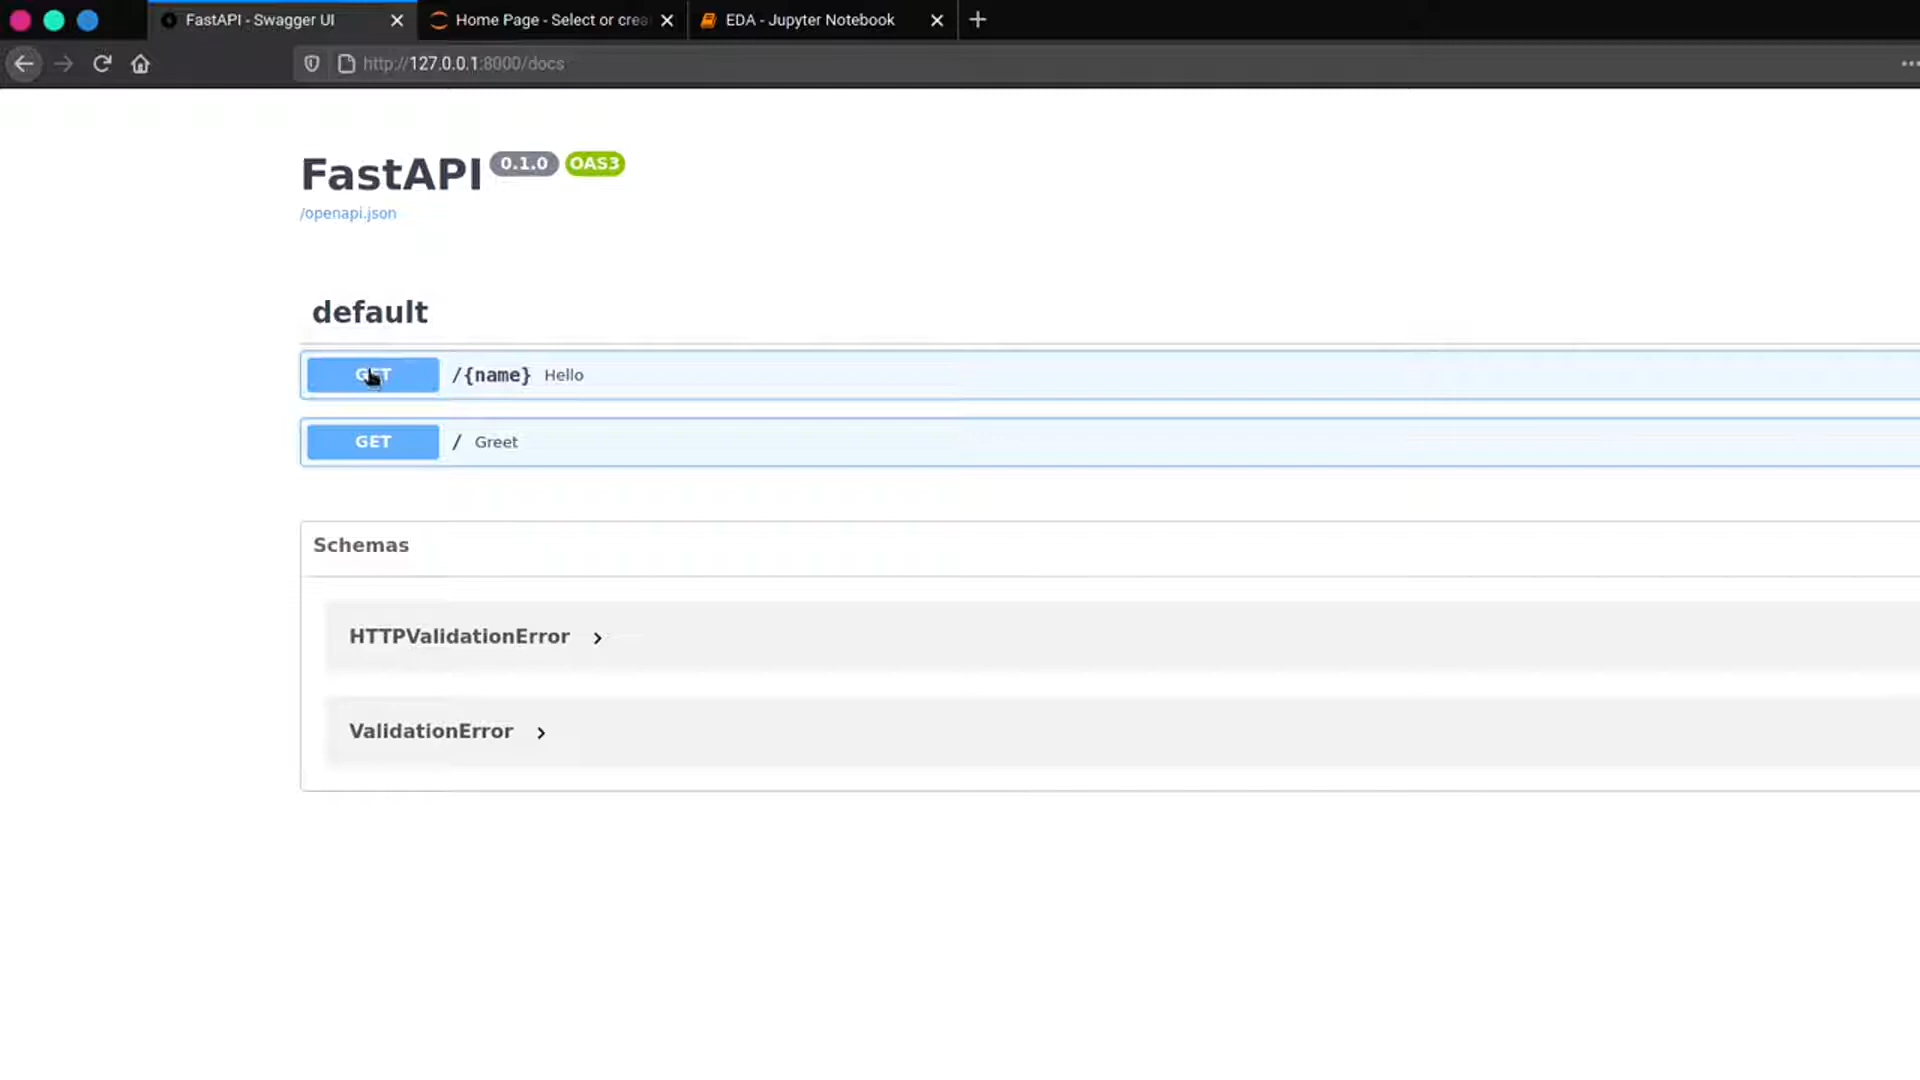 FastAPI - Swagger UI
Home Page - Select or crea
EDA - Jupyter Notebook
http://127.0.0.1:8000/docs
FastAPI 0.1.0 OAS3
/openapi.json
default
GET /{name} Hello
GET / Greet
Schemas
HTTPValidationError
ValidationError